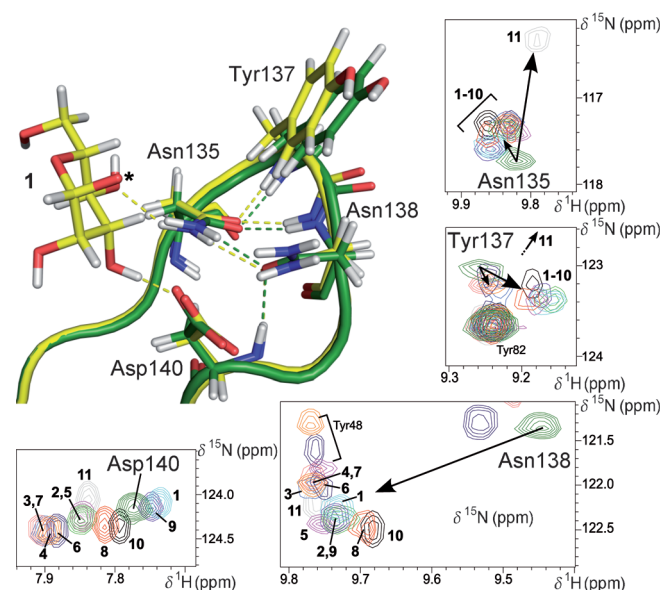 δ ¹⁵N (ppm)
11
1-10
Asn135
117
118
9.9
9.8
δ ¹H (ppm)
Tyr137
1
*
Asn135
Asn138
Asp140
δ ¹⁵N (ppm)
Tyr137
11
1-10
Tyr82
123
124
9.3
9.2
δ ¹H (ppm)
δ ¹⁵N (ppm)
Asp140
11
3,7
2,5
1
4
6
8
10
9
124.0
124.5
7.9
7.8
δ ¹H (ppm)
δ ¹⁵N (ppm)
Tyr48
4,7
3
6
1
11
5
2,9
8
10
Asn138
δ ¹⁵N (ppm)
121.5
122.0
122.5
9.8
9.7
9.6
9.5
δ ¹H (ppm)